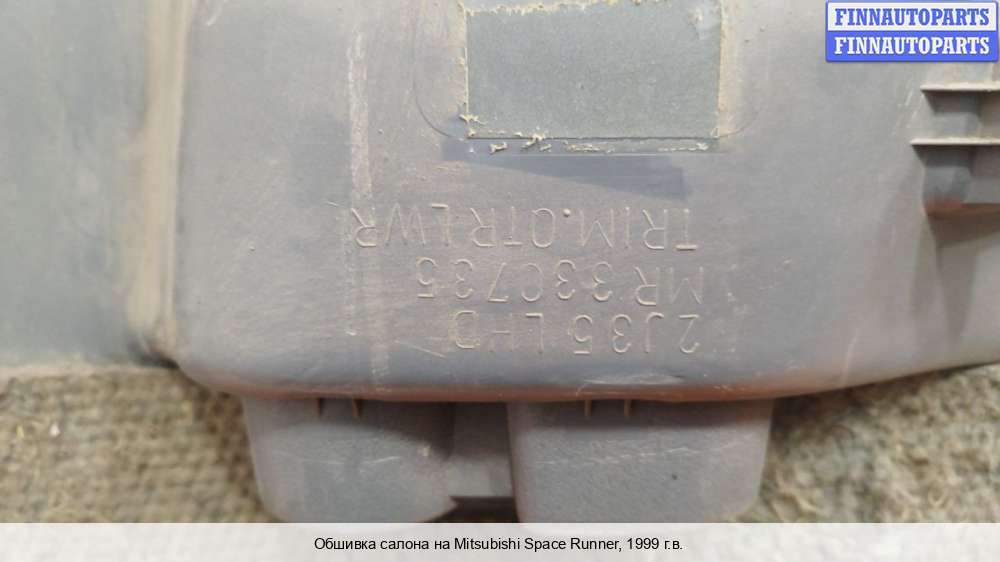 FINNAUTOPARTS
FINNAUTOPARTS
2J35 LHD
MR330735
TRIM.QTR LWR
Обшивка салона на Mitsubishi Space Runner, 1999 г.в.